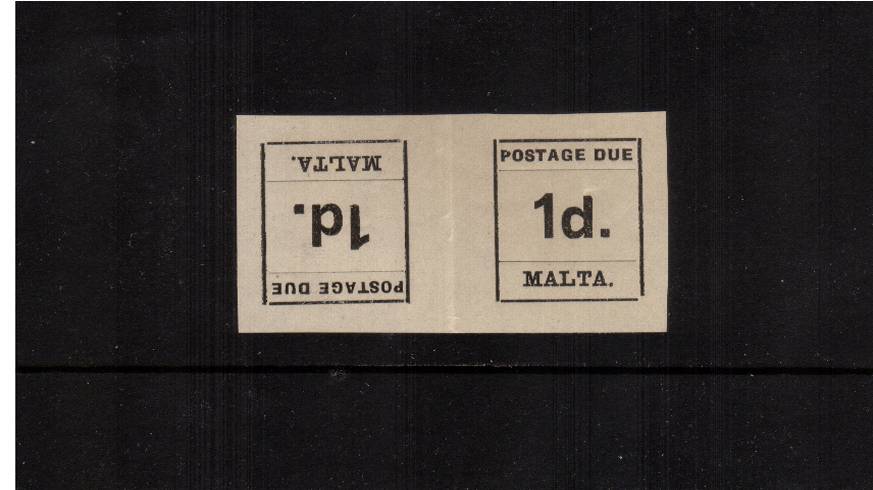 POSTAGE DUE
1d.
MALTA.
POSTAGE DUE
1d.
MALTA.